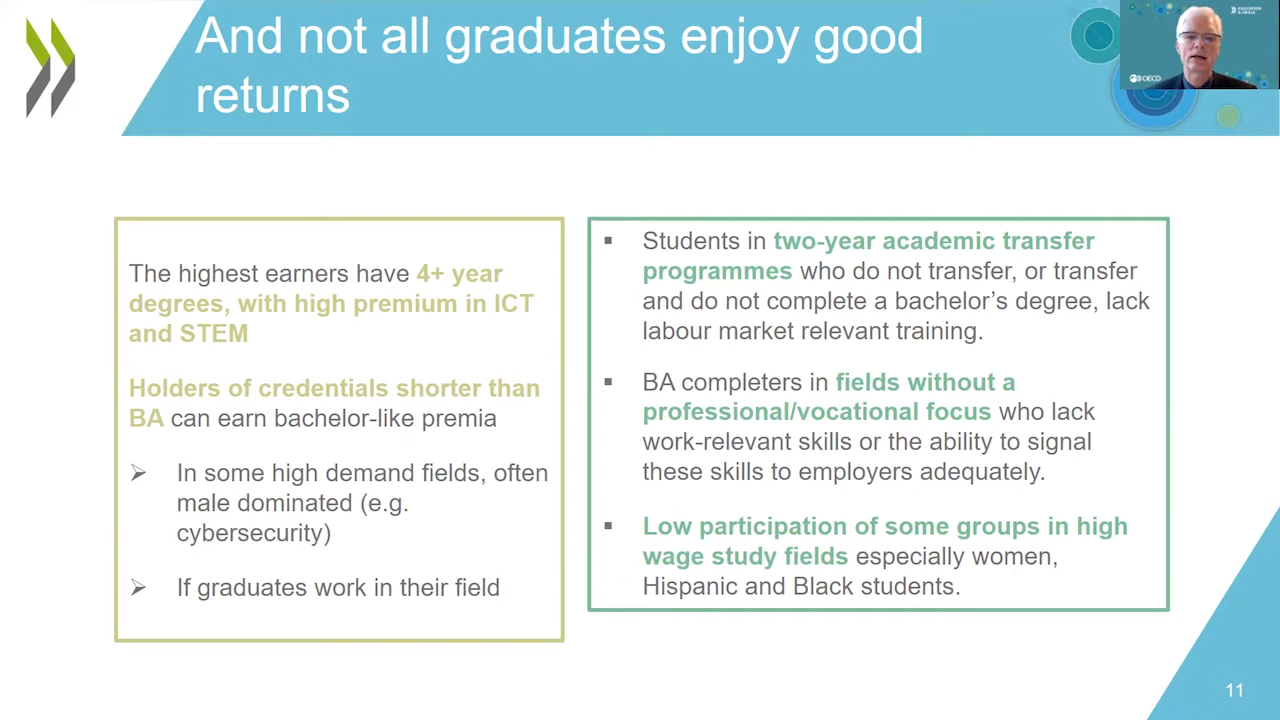 And not all graduates enjoy good
returns
EDUCATION
& SKILLS
OECD
The highest earners have 4+ year
degrees, with high premium in ICT
and STEM
Holders of credentials shorter than
BA can earn bachelor-like premia
➢ In some high demand fields, often
male dominated (e.g.
cybersecurity)
➢ If graduates work in their field
▪ Students in two-year academic transfer
programmes who do not transfer, or transfer
and do not complete a bachelor’s degree, lack
labour market relevant training.
▪ BA completers in fields without a
professional/vocational focus who lack
work-relevant skills or the ability to signal
these skills to employers adequately.
▪ Low participation of some groups in high
wage study fields especially women,
Hispanic and Black students.
11